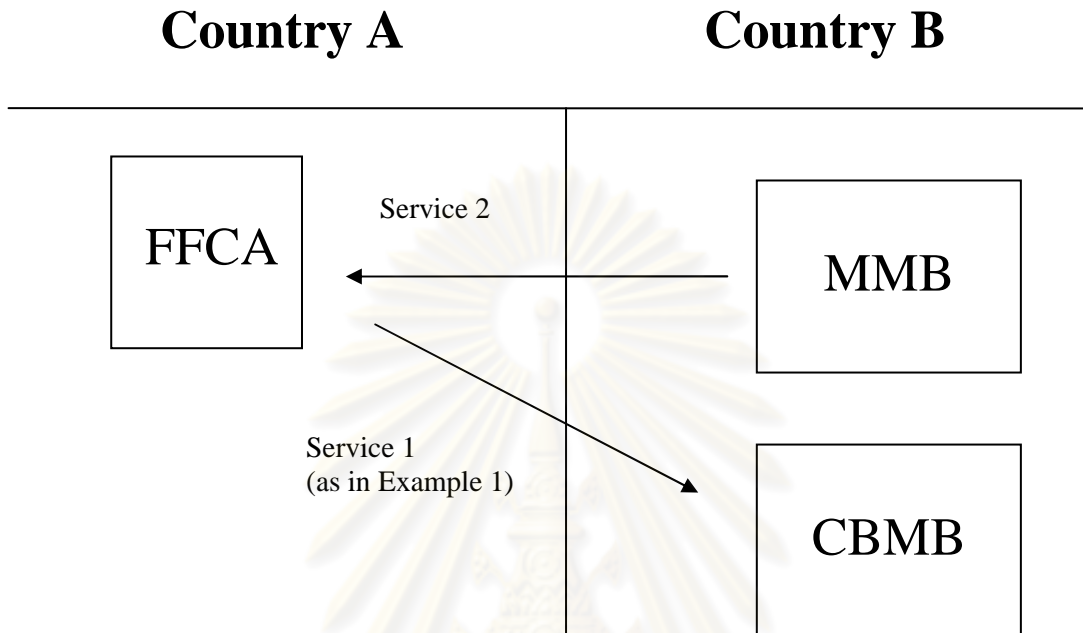 Country A
Country B
FFCA
Service 2
MMB
Service 1
(as in Example 1)
CBMB